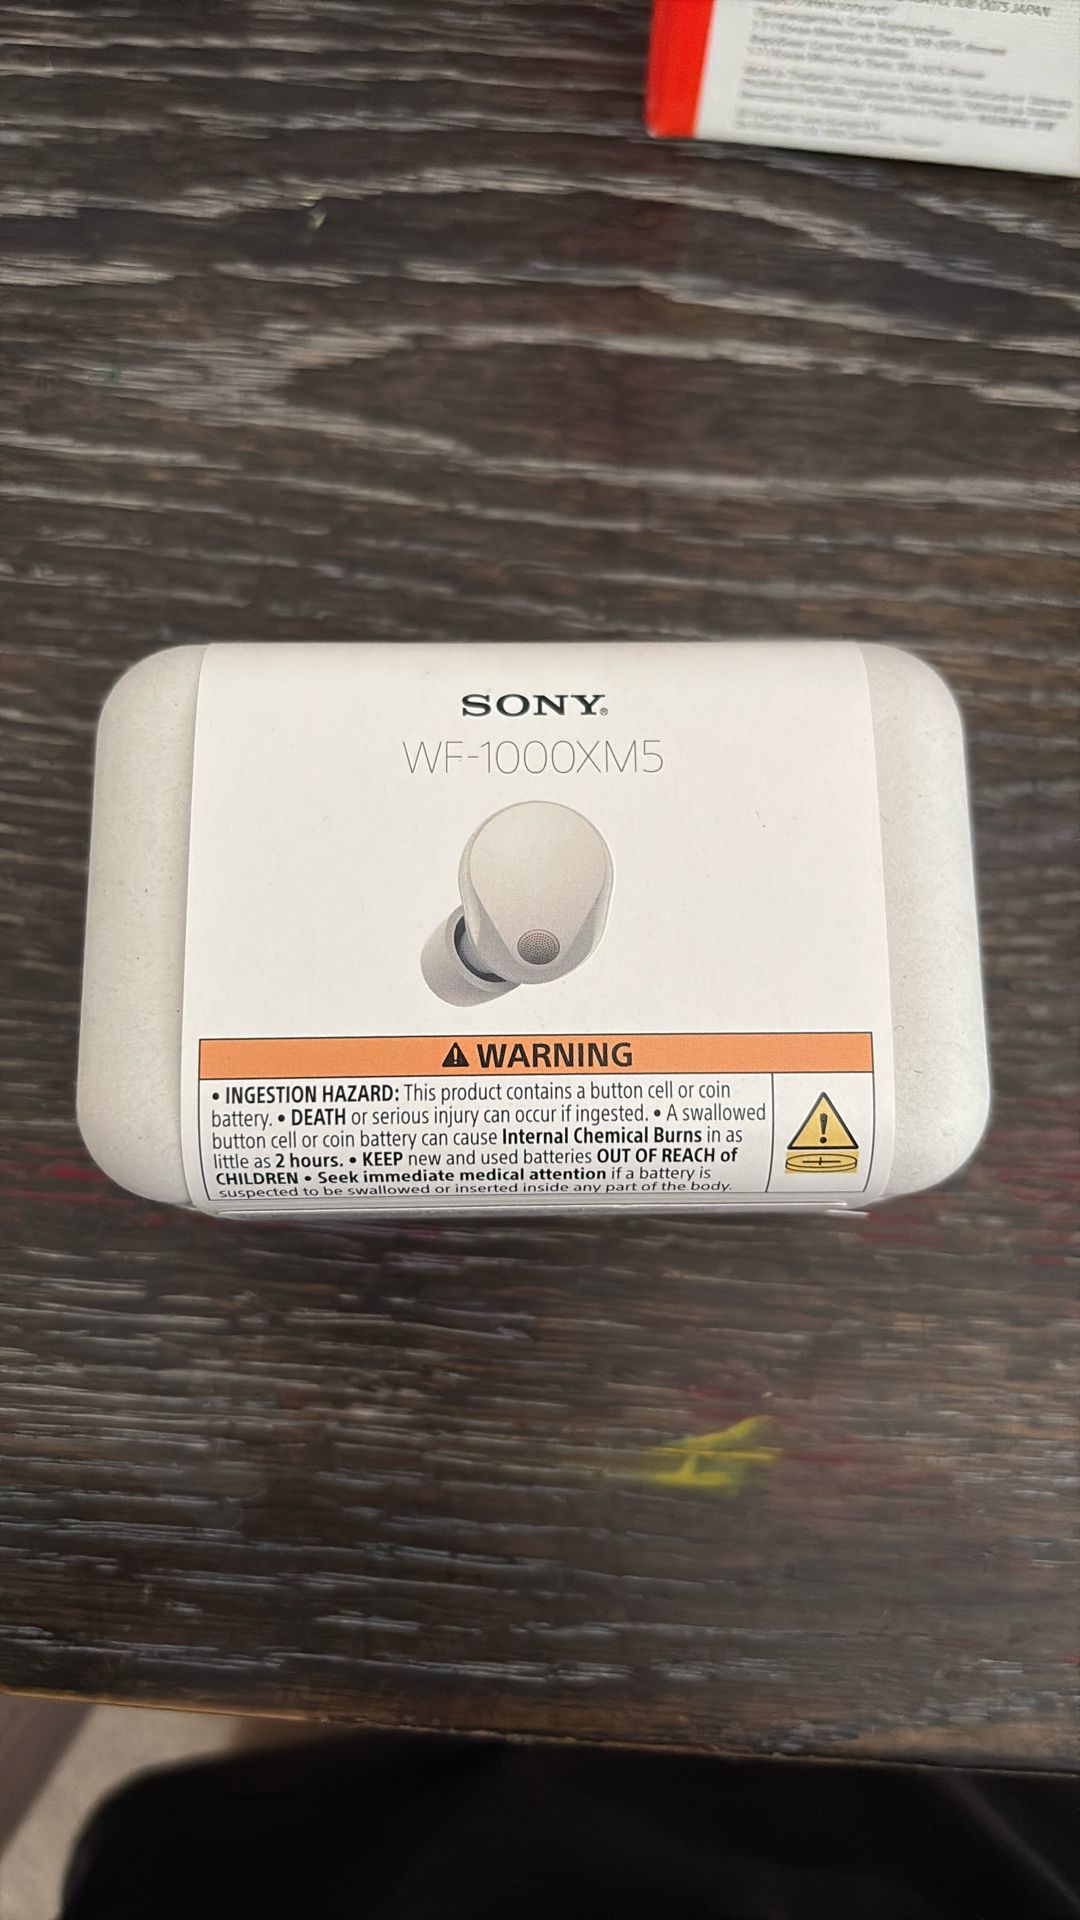 108-0075 JAPAN
SONY®
WF-1000XM5
⚠ WARNING
• INGESTION HAZARD: This product contains a button cell or coin
battery. • DEATH or serious injury can occur if ingested. • A swallowed
button cell or coin battery can cause Internal Chemical Burns in as
little as 2 hours. • KEEP new and used batteries OUT OF REACH of
CHILDREN • Seek immediate medical attention if a battery is
suspected to be swallowed or inserted inside any part of the body.